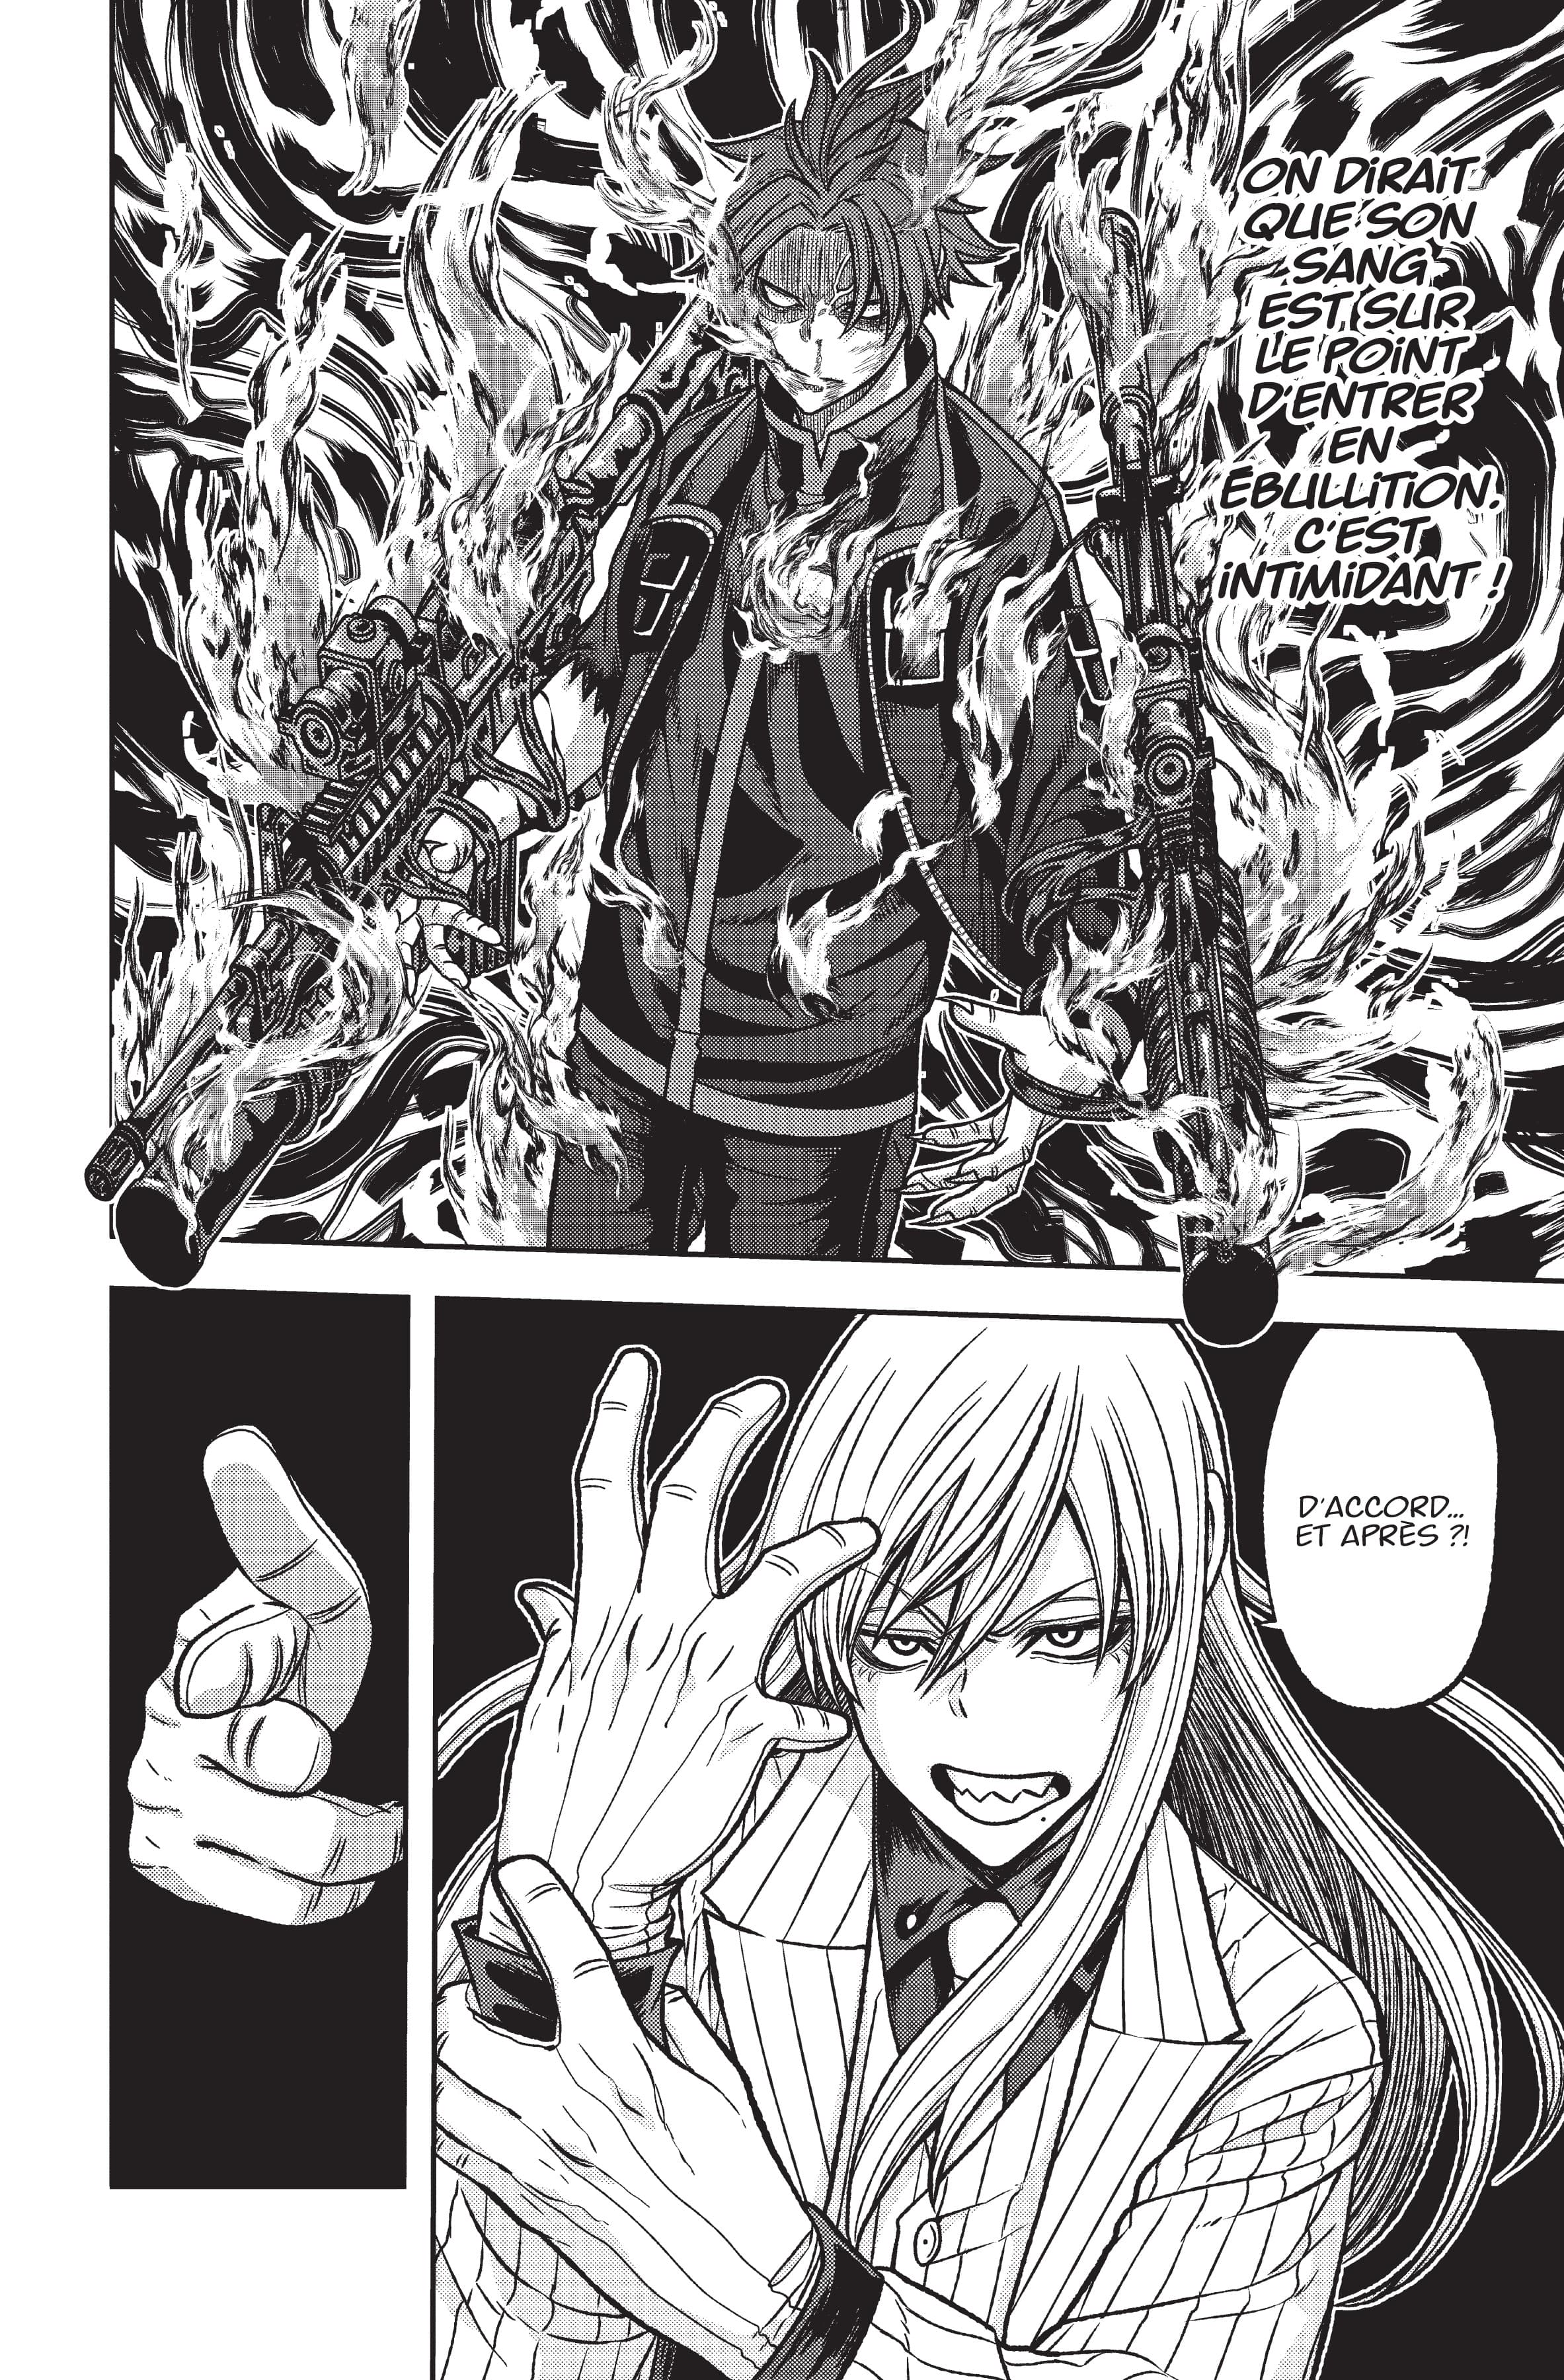 ON DiRAiT
QUE SON
SANG
EST SUR
LE POiNT
D'ENTRER
EN
ÉBULLiTiON.
C'EST
iNTiMiDANT !
D'ACCORD...
ET APRÈS ?!